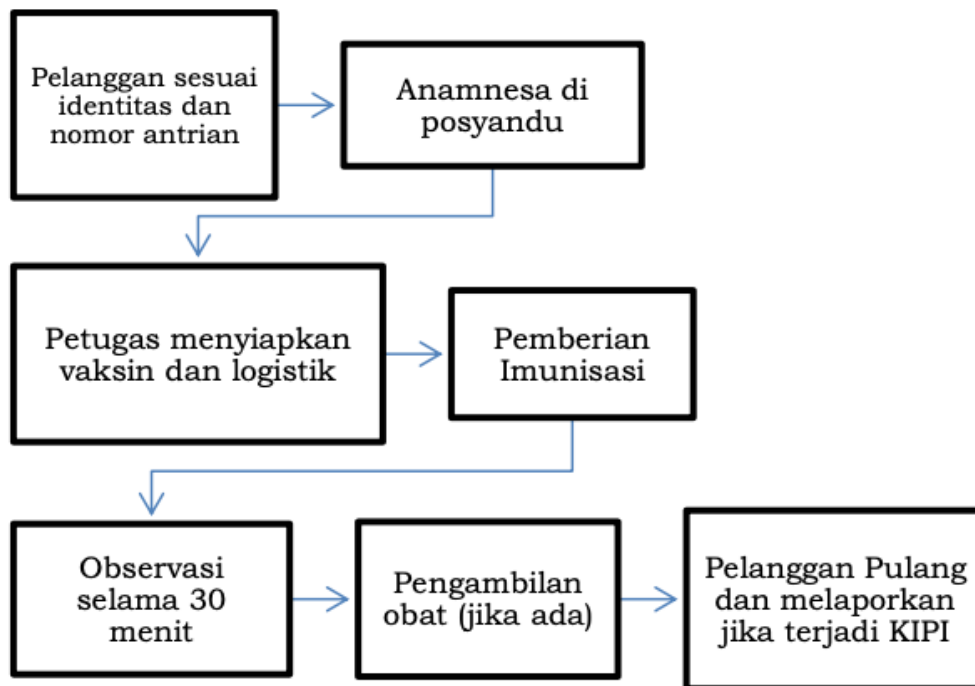 Pelanggan sesuai
identitas dan
nomor antrian
Anamnesa di
posyandu
Petugas menyiapkan
vaksin dan logistik
Pemberian
Imunisasi
Observasi
selama 30
menit
Pengambilan
obat (jika ada)
Pelanggan Pulang
dan melaporkan
jika terjadi KIPI